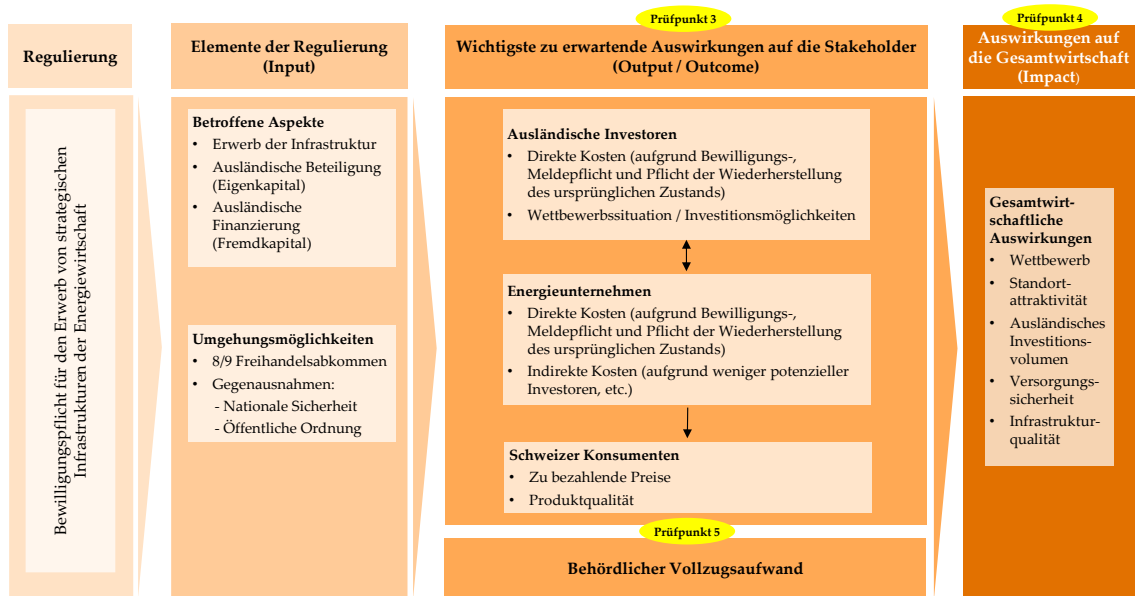 Regulierung
Bewilligungspflicht für den Erwerb von strategischen
Infrastrukturen der Energiewirtschaft
Elemente der Regulierung
(Input)
Betroffene Aspekte
• Erwerb der Infrastruktur
• Ausländische Beteiligung
(Eigenkapital)
• Ausländische
Finanzierung
(Fremdkapital)
Umgehungsmöglichkeiten
• 8/9 Freihandelsabkommen
• Gegenausnahmen:
- Nationale Sicherheit
- Öffentliche Ordnung
Prüfpunkt 3
Wichtigste zu erwartende Auswirkungen auf die Stakeholder
(Output / Outcome)
Ausländische Investoren
• Direkte Kosten (aufgrund Bewilligungs-,
Meldepflicht und Pflicht der Wiederherstellung
des ursprünglichen Zustands)
• Wettbewerbssituation / Investitionsmöglichkeiten
Energieunternehmen
• Direkte Kosten (aufgrund Bewilligungs-,
Meldepflicht und Pflicht der Wiederherstellung
des ursprünglichen Zustands)
• Indirekte Kosten (aufgrund weniger potenzieller
Investoren, etc.)
Schweizer Konsumenten
• Zu bezahlende Preise
• Produktqualität
Prüfpunkt 5
Behördlicher Vollzugsaufwand
Prüfpunkt 4
Auswirkungen auf
die Gesamtwirtschaft
(Impact)
Gesamtwirt-
schaftliche
Auswirkungen
• Wettbewerb
• Standort-
attraktivität
• Ausländisches
Investitions-
volumen
• Versorgungs-
sicherheit
• Infrastruktur-
qualität